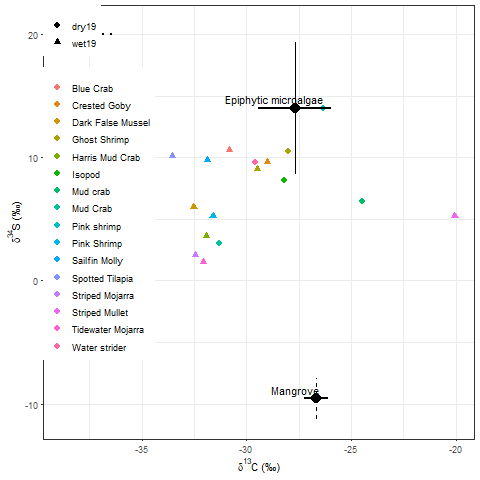 20
10
0
-10
δ34S (‰)
dry19
wet19
Blue Crab
Crested Goby
Dark False Mussel
Ghost Shrimp
Harris Mud Crab
Isopod
Mud crab
Mud Crab
Pink shrimp
Pink Shrimp
Sailfin Molly
Spotted Tilapia
Striped Mojarra
Striped Mullet
Tidewater Mojarra
Water strider
Epiphytic microalgae
Mangrove
-35
-30
-25
-20
δ13C (‰)